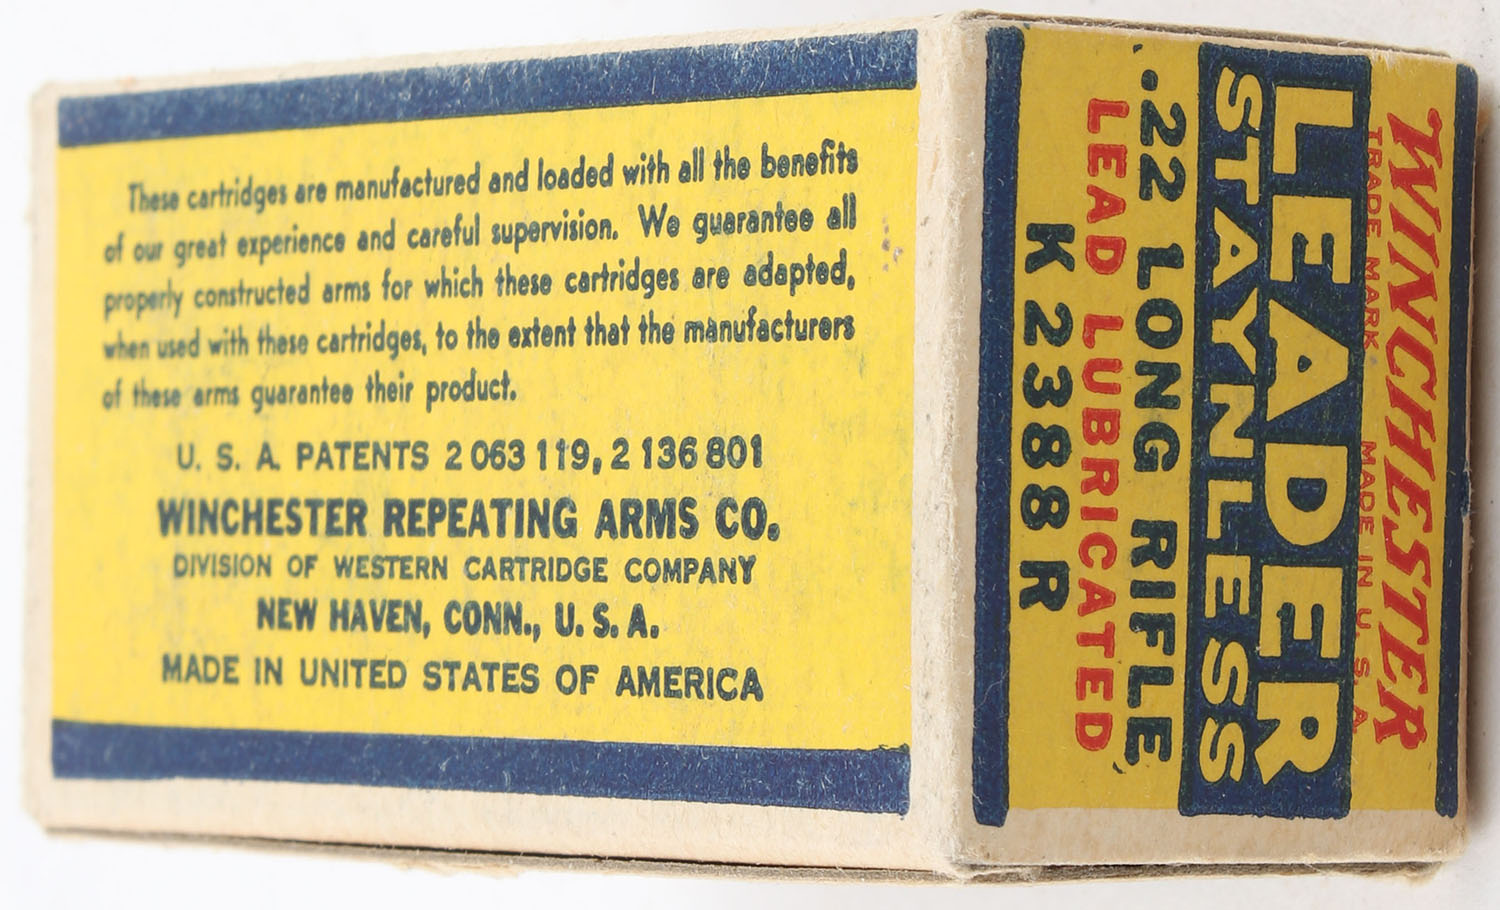 These cartridges are manufactured and loaded with all the benefits
of our great experience and careful supervision. We guarantee all
properly constructed arms for which these cartridges are adapted,
when used with these cartridges, to the extent that the manufacturers
of these arms guarantee their product.
U. S. A. PATENTS 2 063 119, 2 136 801
WINCHESTER REPEATING ARMS CO.
DIVISION OF WESTERN CARTRIDGE COMPANY
NEW HAVEN, CONN., U. S. A.
MADE IN UNITED STATES OF AMERICA
WINCHESTER
TRADE MARK MADE IN U. S. A.
LEADER
STAYNLESS
.22 LONG RIFLE
LEAD LUBRICATED
K 2388 R